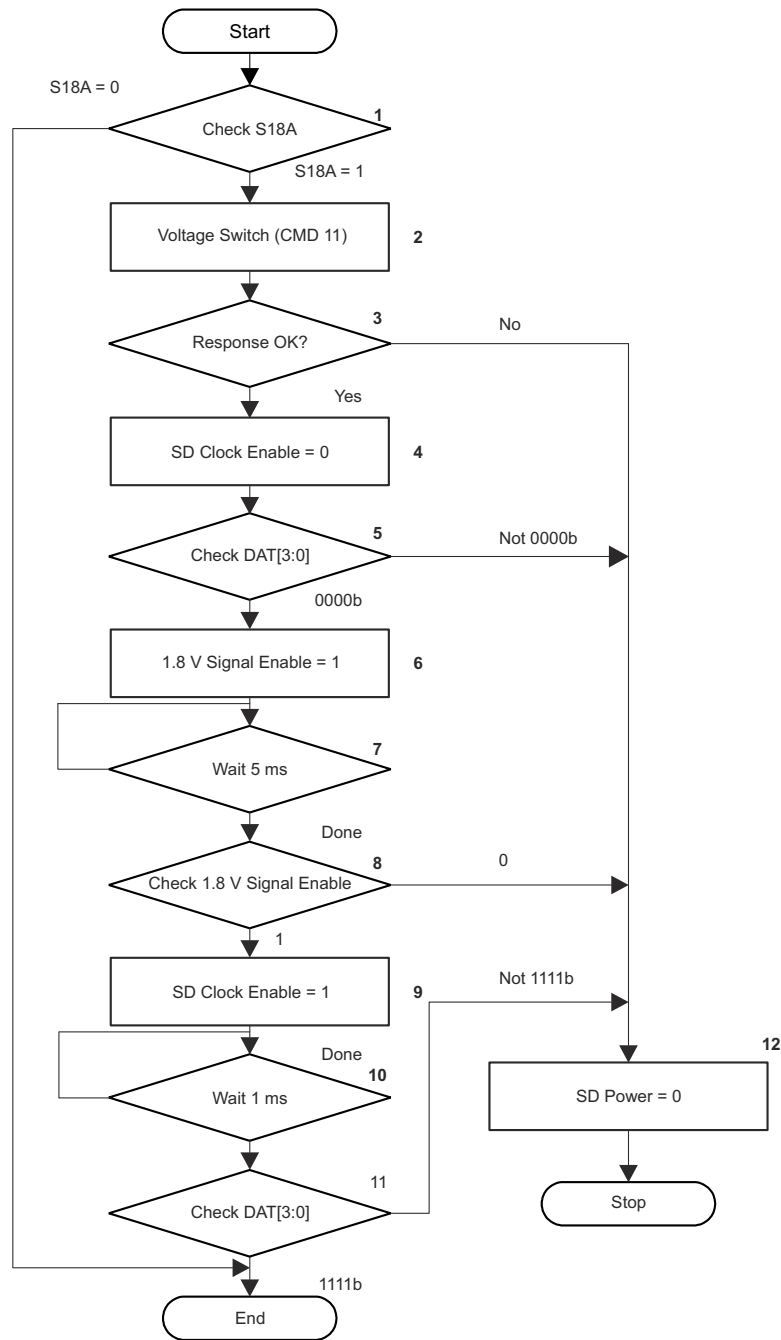 Start
S18A = 0
1
Check S18A
S18A = 1
Voltage Switch (CMD 11)
2
3
No
Response OK?
Yes
SD Clock Enable = 0
4
5
Not 0000b
Check DAT[3:0]
0000b
1.8 V Signal Enable = 1
6
7
Wait 5 ms
Done
8
0
Check 1.8 V Signal Enable
1
Not 1111b
SD Clock Enable = 1
9
Done
12
10
Wait 1 ms
SD Power = 0
11
Check DAT[3:0]
Stop
1111b
End